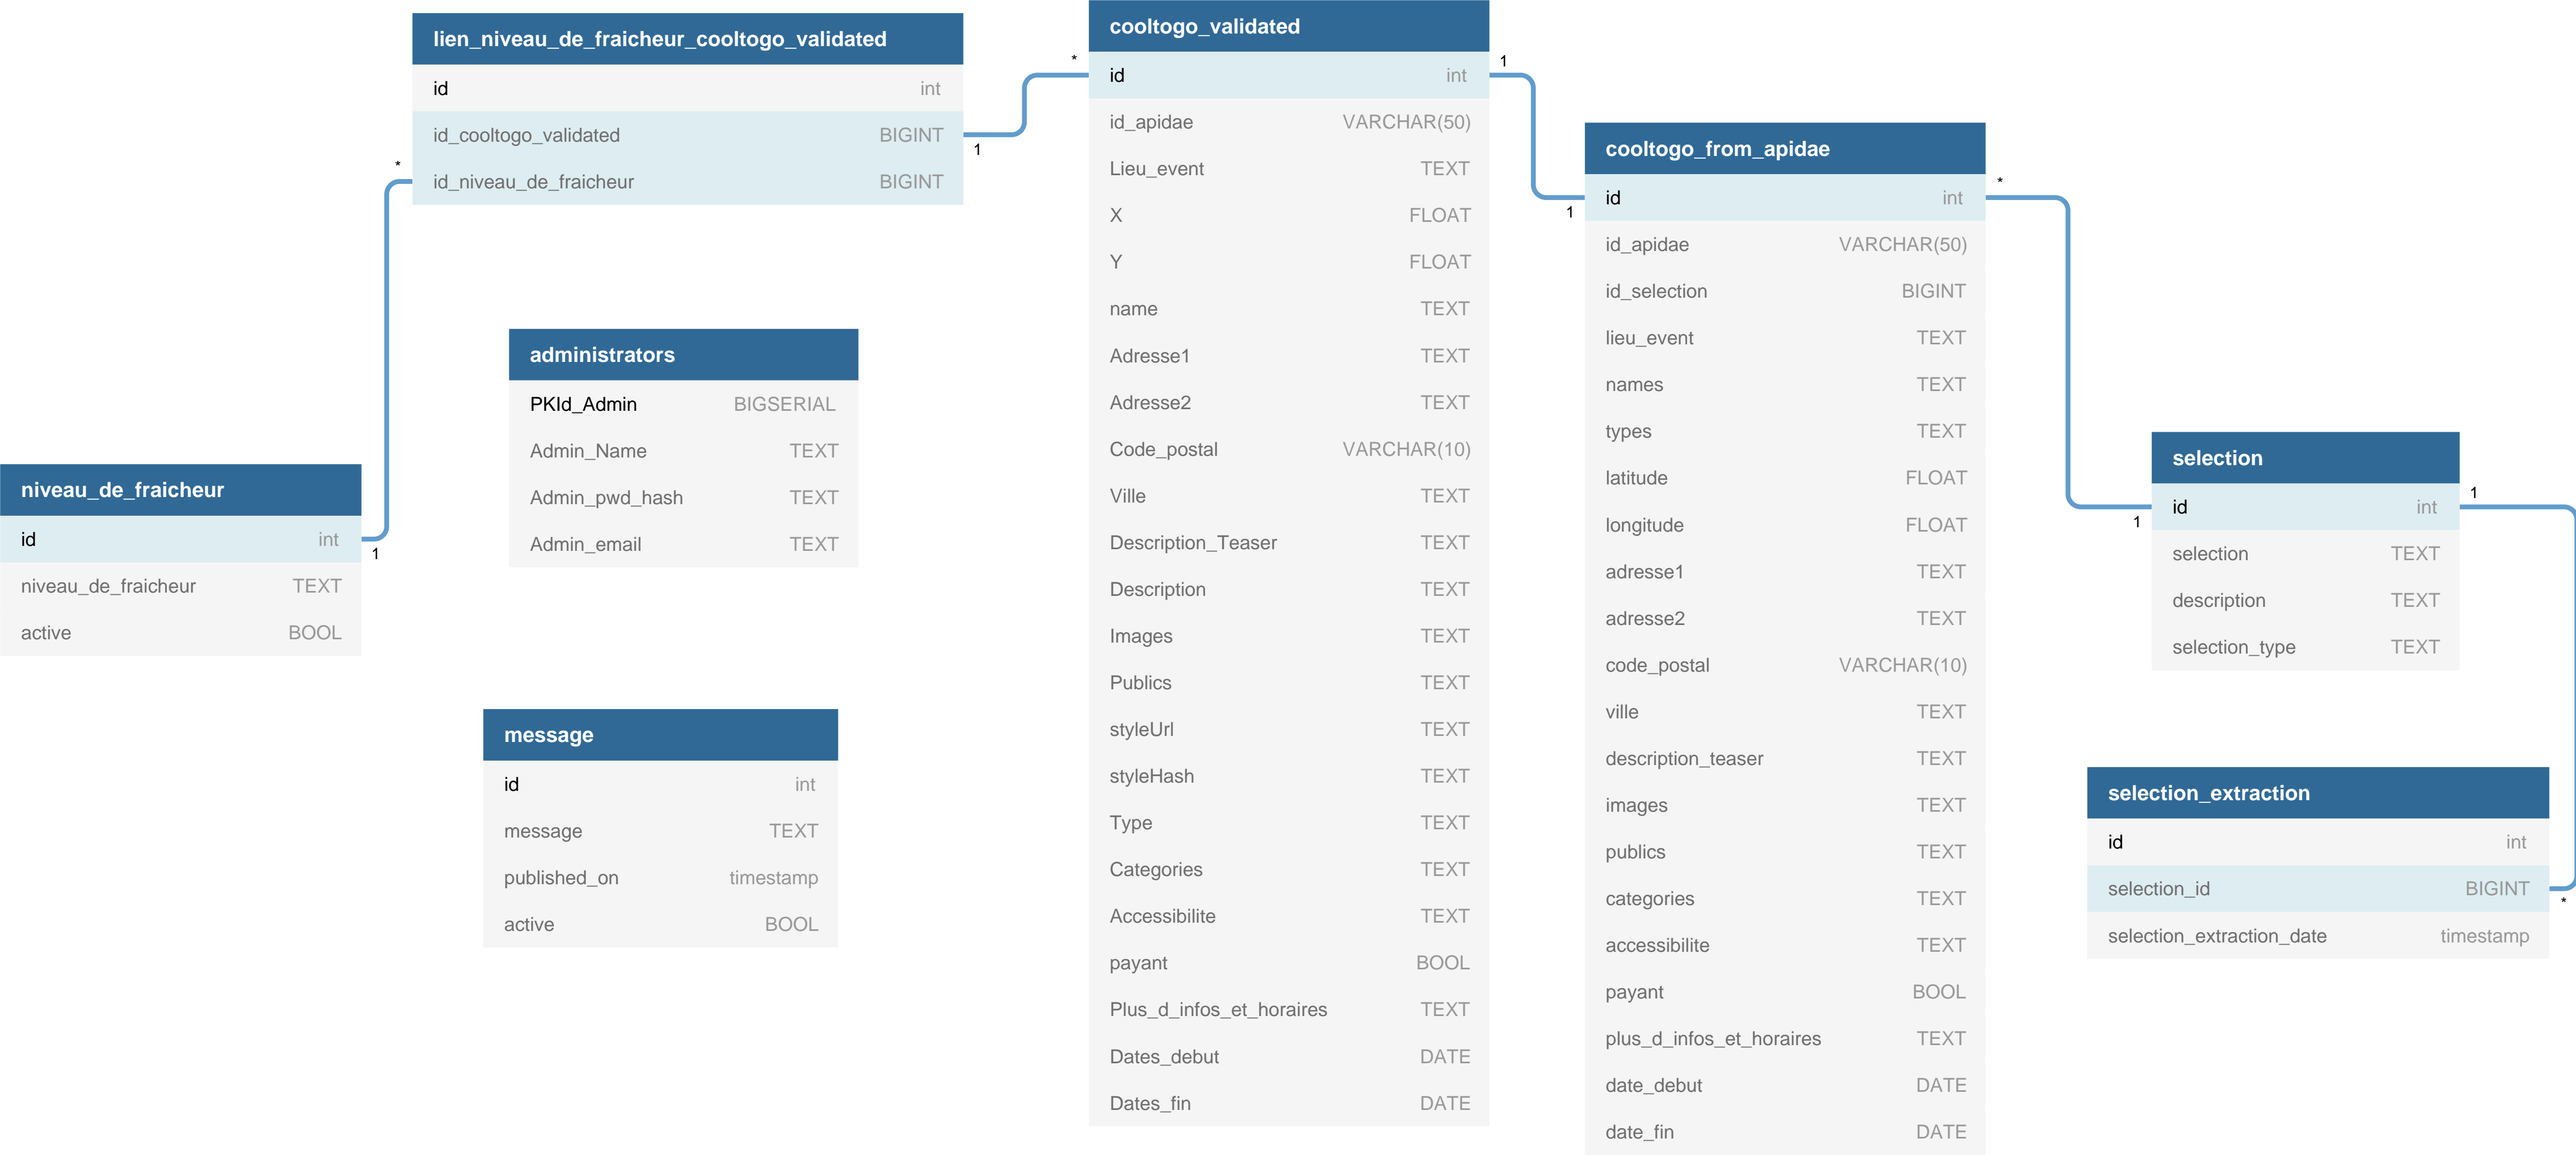 lien_niveau_de_fraicheur_cooltogo_validated
id int
id_cooltogo_validated BIGINT
id_niveau_de_fraicheur BIGINT
*
1
*
1
niveau_de_fraicheur
id int
niveau_de_fraicheur TEXT
active BOOL
administrators
PKId_Admin BIGSERIAL
Admin_Name TEXT
Admin_pwd_hash TEXT
Admin_email TEXT
message
id int
message TEXT
published_on timestamp
active BOOL
cooltogo_validated
id int
id_apidae VARCHAR(50)
Lieu_event TEXT
X FLOAT
Y FLOAT
name TEXT
Adresse1 TEXT
Adresse2 TEXT
Code_postal VARCHAR(10)
Ville TEXT
Description_Teaser TEXT
Description TEXT
Images TEXT
Publics TEXT
styleUrl TEXT
styleHash TEXT
Type TEXT
Categories TEXT
Accessibilite TEXT
payant BOOL
Plus_d_infos_et_horaires TEXT
Dates_debut DATE
Dates_fin DATE
1
1
cooltogo_from_apidae
id int
id_apidae VARCHAR(50)
id_selection BIGINT
lieu_event TEXT
names TEXT
types TEXT
latitude FLOAT
longitude FLOAT
adresse1 TEXT
adresse2 TEXT
code_postal VARCHAR(10)
ville TEXT
description_teaser TEXT
images TEXT
publics TEXT
categories TEXT
accessibilite TEXT
payant BOOL
plus_d_infos_et_horaires TEXT
date_debut DATE
date_fin DATE
*
1
selection
id int
selection TEXT
description TEXT
selection_type TEXT
1
*
selection_extraction
id int
selection_id BIGINT
selection_extraction_date timestamp